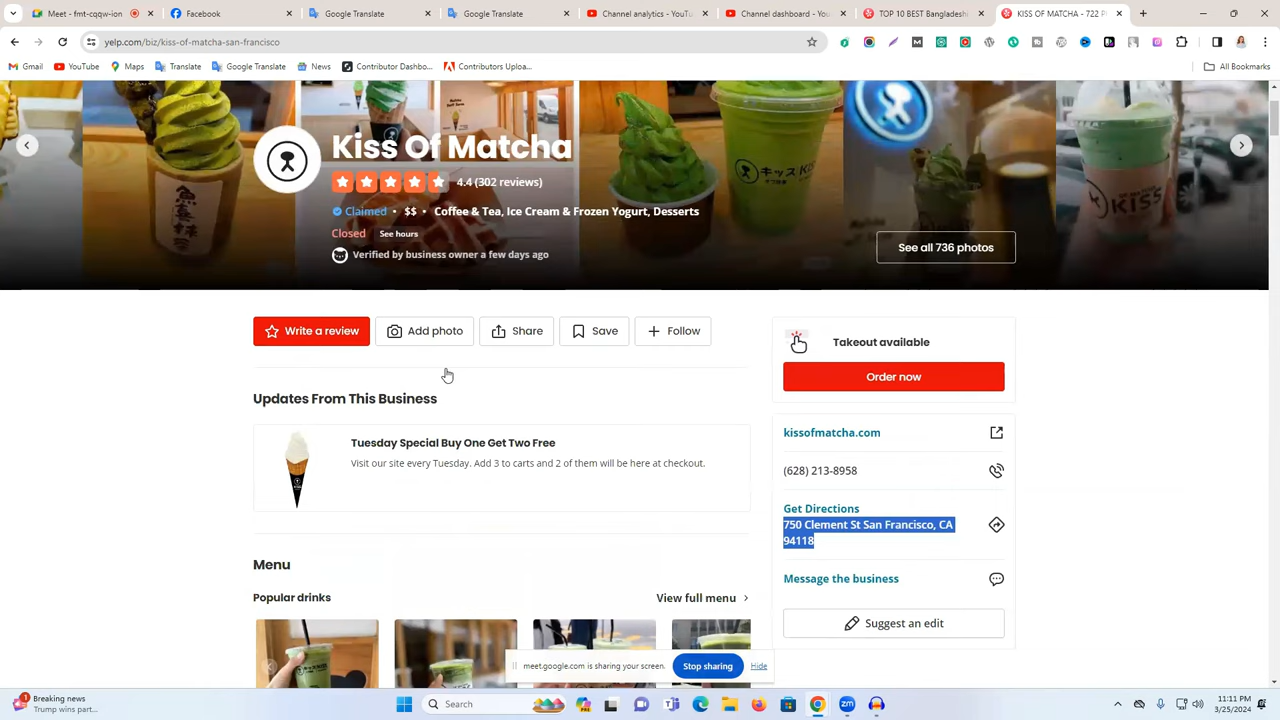 Meet - fmt-cqqw-ion
Facebook
Google Translate
Google Translate
Channel analytics - YouTu
Channel dashboard - You
TOP 10 BEST Bangladeshi
KISS OF MATCHA - 722 P
yelp.com/biz/kiss-of-matcha-san-francisco
Gmail
YouTube
Maps
Translate
Google Translate
News
Contributor Dashbo...
Contributors Uploa...
All Bookmarks
Kiss Of Matcha
4.4 (302 reviews)
Claimed • $$ • Coffee & Tea, Ice Cream & Frozen Yogurt, Desserts
Closed See hours
Verified by business owner a few days ago
See all 736 photos
Write a review
Add photo
Share
Save
Follow
Takeout available
Order now
Updates From This Business
Tuesday Special Buy One Get Two Free
Visit our site every Tuesday. Add 3 to carts and 2 of them will be here at checkout.
kissofmatcha.com
(628) 213-8958
Get Directions
750 Clement St San Francisco, CA
94118
Message the business
Suggest an edit
Menu
Popular drinks
View full menu
meet.google.com is sharing your screen.
Stop sharing
Hide
Breaking news
Trump wins part...
Search
11:11 PM
3/25/2024